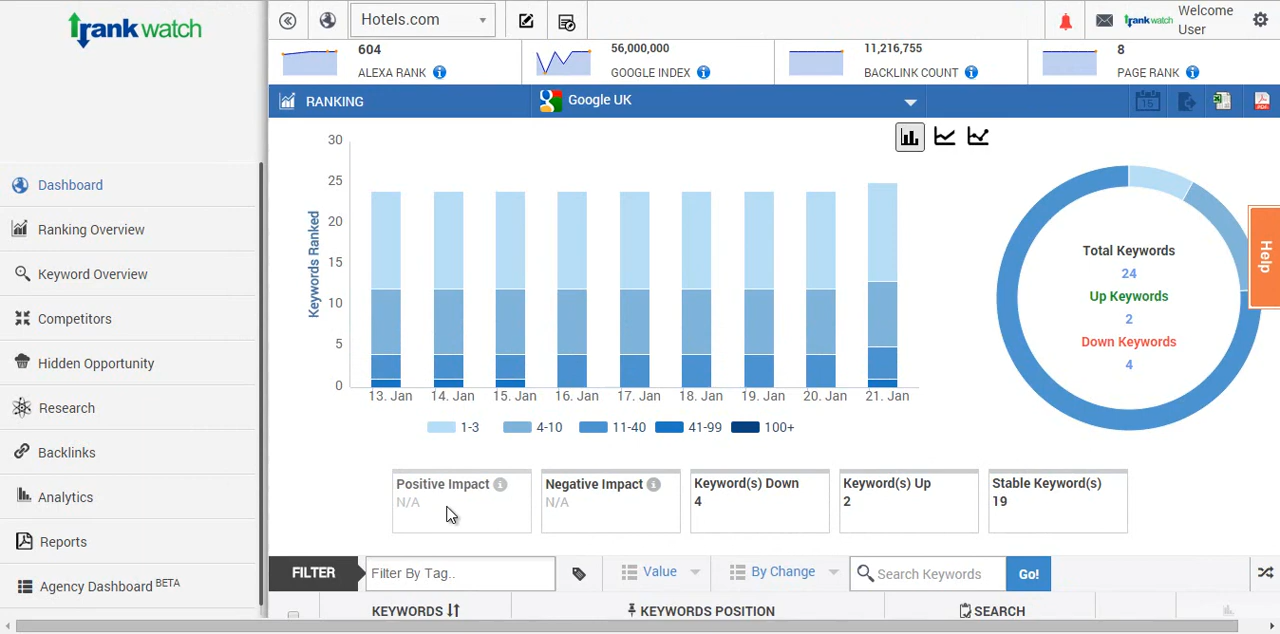 rank watch
Hotels.com
rankwatch
Welcome
User
604
ALEXA RANK
56,000,000
GOOGLE INDEX
11,216,755
BACKLINK COUNT
8
PAGE RANK
RANKING
Google UK
15
Dashboard
Ranking Overview
Keyword Overview
Competitors
Hidden Opportunity
Research
Backlinks
Analytics
Reports
Agency Dashboard BETA
Keywords Ranked
30
25
20
15
10
5
0
13. Jan
14. Jan
15. Jan
16. Jan
17. Jan
18. Jan
19. Jan
20. Jan
21. Jan
1-3
4-10
11-40
41-99
100+
Total Keywords
24
Up Keywords
2
Down Keywords
4
Help
Positive Impact
N/A
Negative Impact
N/A
Keyword(s) Down
4
Keyword(s) Up
2
Stable Keyword(s)
19
FILTER
Filter By Tag..
Value
By Change
Search Keywords
Go!
KEYWORDS
KEYWORDS POSITION
SEARCH